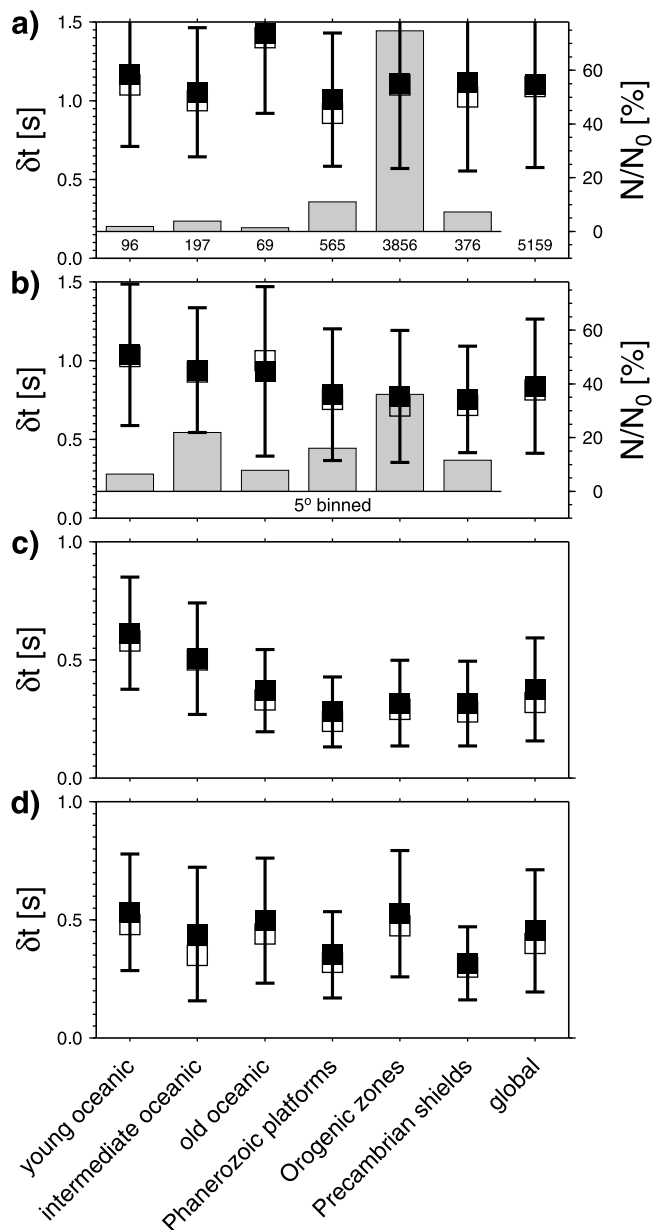 a)
1.5
1.0
0.5
0.0
δt [s]
60
40
20
0
N/N0 [%]
96 197 69 565 3856 376 5159
b)
1.5
1.0
0.5
0.0
δt [s]
60
40
20
0
N/N0 [%]
5º binned
c)
1.0
0.5
0.0
δt [s]
d)
1.0
0.5
0.0
δt [s]
young oceanic
intermediate oceanic
old oceanic
Phanerozoic platforms
Orogenic zones
Precambrian shields
global